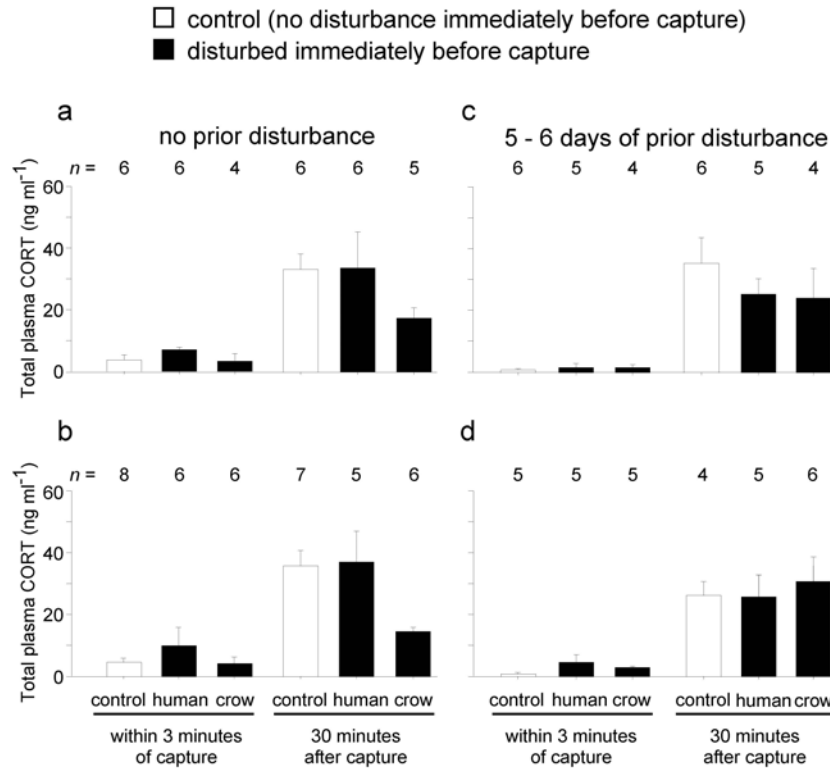 control (no disturbance immediately before capture)
disturbed immediately before capture
a
no prior disturbance
n = 6 6 4 6 6 5
60
40
20
0
Total plasma CORT (ng ml⁻¹)
c
5 - 6 days of prior disturbance
6 5 4 6 5 4
b
n = 8 6 6 7 5 6
60
40
20
0
Total plasma CORT (ng ml⁻¹)
control human crow control human crow
within 3 minutes of capture
30 minutes after capture
d
5 5 5 4 5 6
control human crow control human crow
within 3 minutes of capture
30 minutes after capture